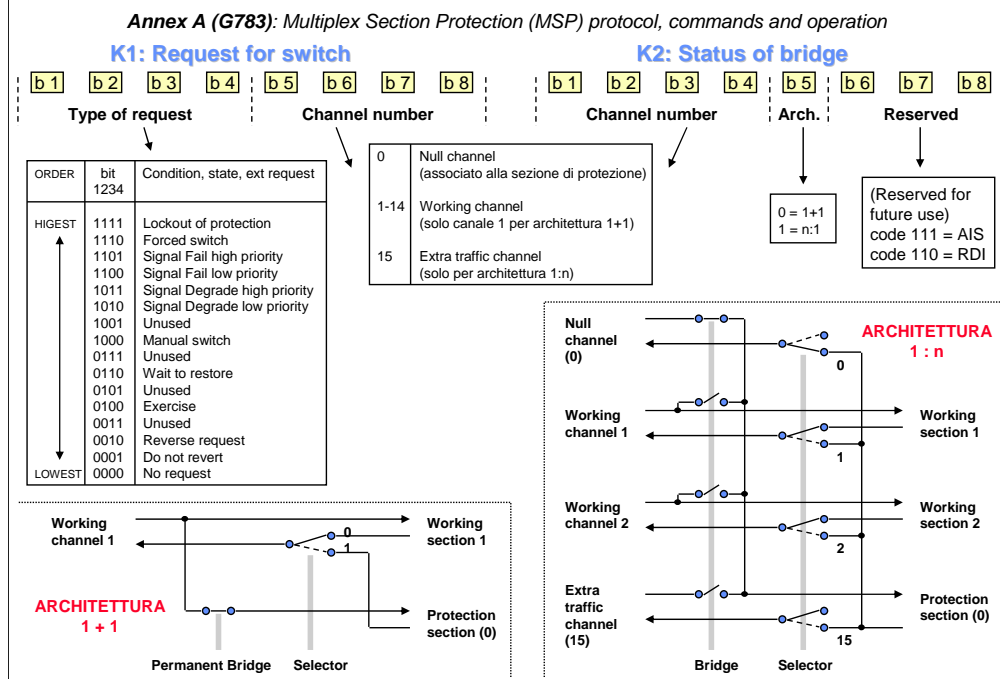 Annex A (G783): Multiplex Section Protection (MSP) protocol, commands and operation
K1: Request for switch
b 1 b 2 b 3 b 4 b 5 b 6 b 7 b 8
Type of request Channel number
K2: Status of bridge
b 1 b 2 b 3 b 4 b 5 b 6 b 7 b 8
Channel number Arch. Reserved
ORDER bit 1234 Condition, state, ext request
HIGEST 1111 Lockout of protection
1110 Forced switch
1101 Signal Fail high priority
1100 Signal Fail low priority
1011 Signal Degrade high priority
1010 Signal Degrade low priority
1001 Unused
1000 Manual switch
0111 Unused
0110 Wait to restore
0101 Unused
0100 Exercise
0011 Unused
0010 Reverse request
0001 Do not revert
LOWEST 0000 No request
0 Null channel
(associato alla sezione di protezione)
1-14 Working channel
(solo canale 1 per architettura 1+1)
15 Extra traffic channel
(solo per architettura 1:n)
0 = 1+1
1 = n:1
(Reserved for
future use)
code 111 = AIS
code 110 = RDI
Working
channel 1
0
1
Working
section 1
ARCHITETTURA
1 + 1
Protection
section (0)
Permanent Bridge Selector
Null
channel
(0)
ARCHITETTURA
1 : n
0
Working
channel 1
Working
section 1
1
Working
channel 2
Working
section 2
2
Extra
traffic
channel
(15)
Protection
section (0)
15
Bridge Selector